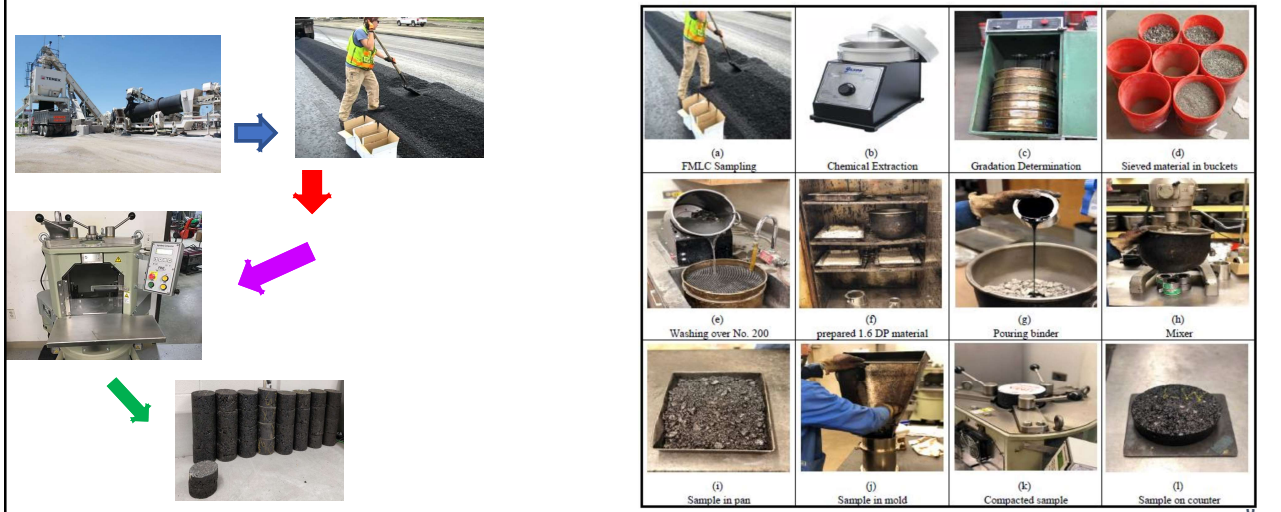 TEREX
(a)
FMLC Sampling
(b)
Chemical Extraction
(c)
Gradation Determination
(d)
Sieved material in buckets
(e)
Washing over No. 200
(f)
prepared 1.6 DP material
(g)
Pouring binder
(h)
Mixer
(i)
Sample in pan
(j)
Sample in mold
(k)
Compacted sample
(l)
Sample on counter